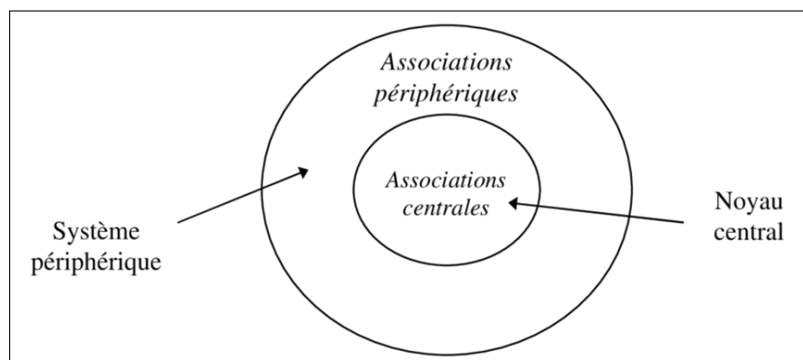 Associations
périphériques
Associations
centrales
Système
périphérique
Noyau
central